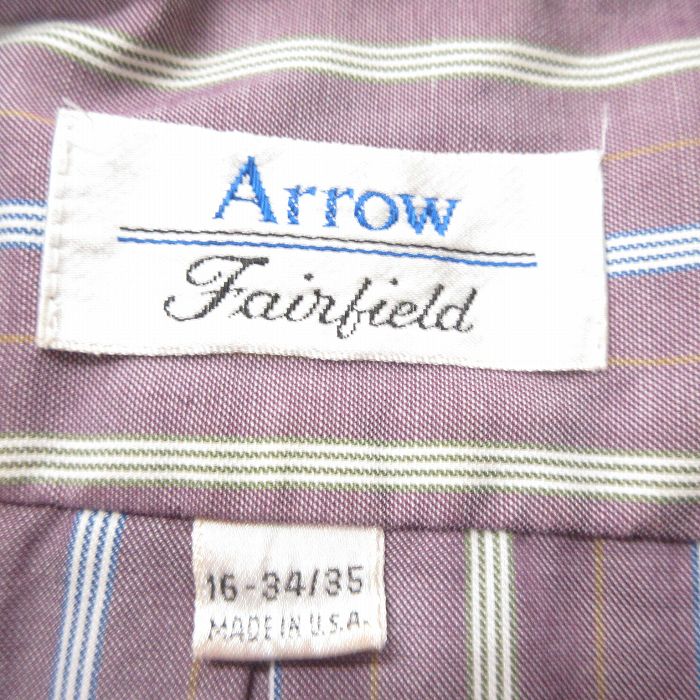 Arrow
Fairfield
16-34/35
MADE IN U.S.A.